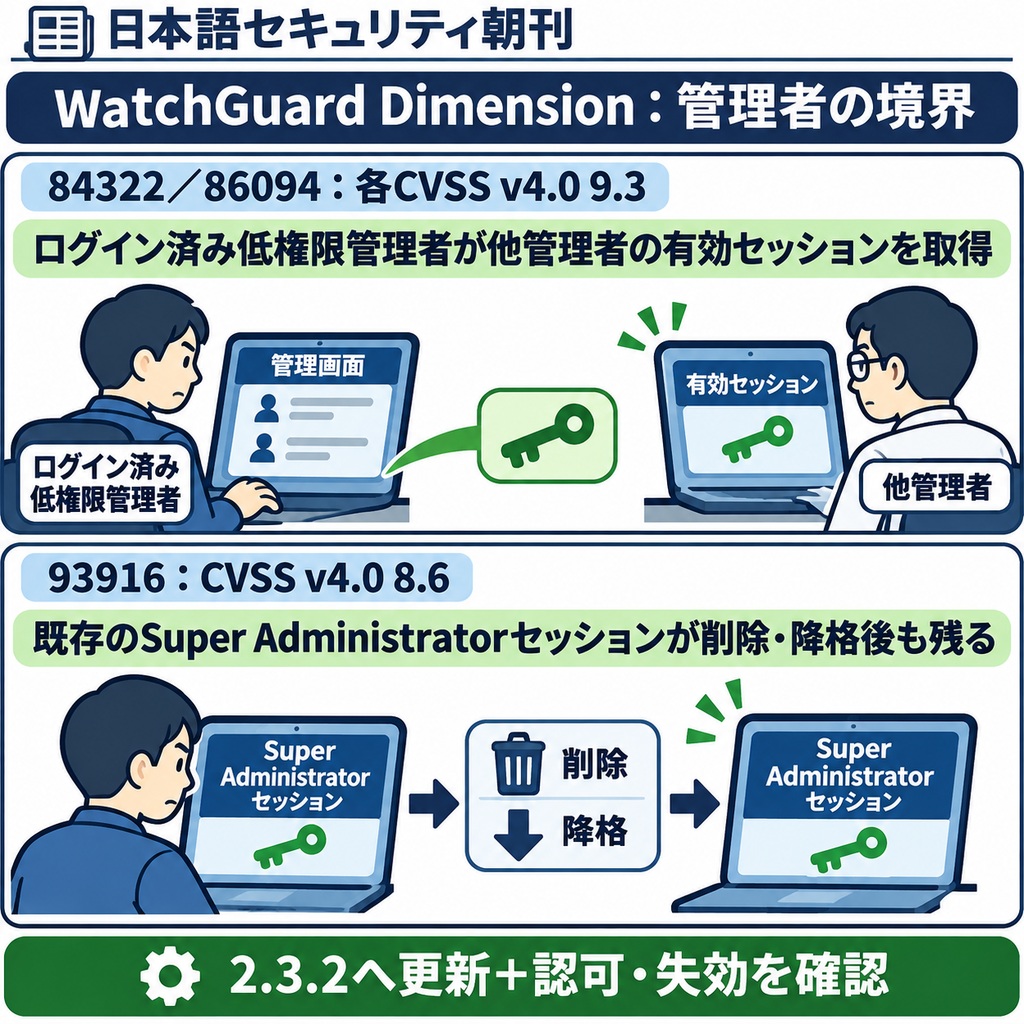 日本語セキュリティ朝刊
WatchGuard Dimension：管理者の境界
84322／86094：各CVSS v4.0 9.3
ログイン済み低権限管理者が他管理者の有効セッションを取得
管理画面
有効セッション
ログイン済み
低権限管理者
他管理者
93916：CVSS v4.0 8.6
既存のSuper Administratorセッションが削除・降格後も残る
Super
Administrator
セッション
削除
降格
Super
Administrator
セッション
2.3.2へ更新＋認可・失効を確認